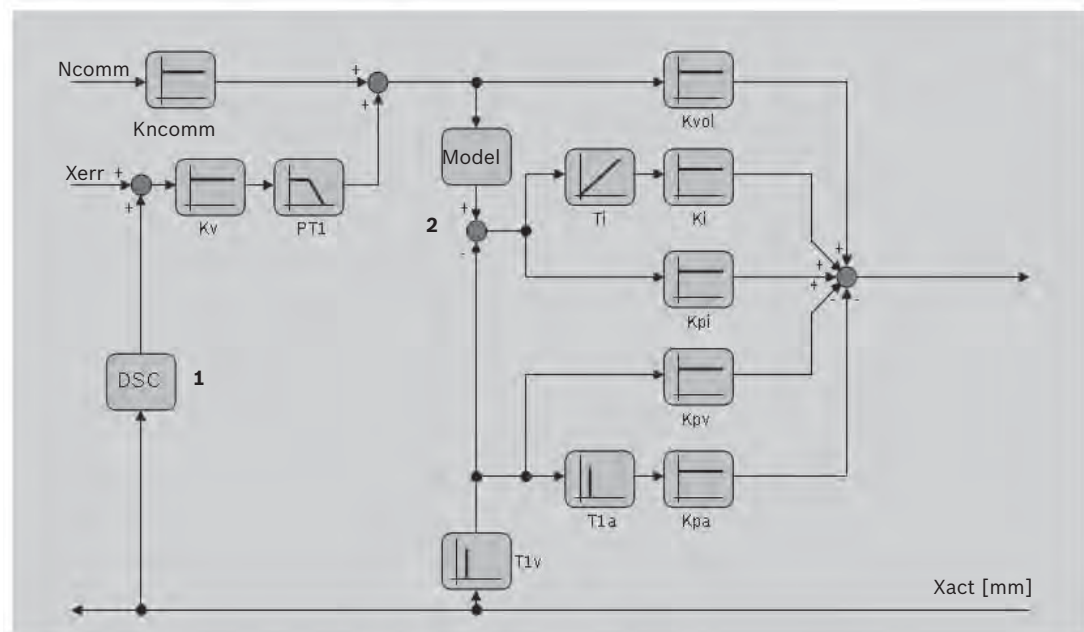 Ncomm
Kncomm
Kvol
Xerr
Kv
PT1
Model
Ti
Ki
2
Kpi
DSC
1
Kpv
T1a
Kpa
T1v
Xact [mm]
+
+
+
+
+
-
+
+
+
-
-